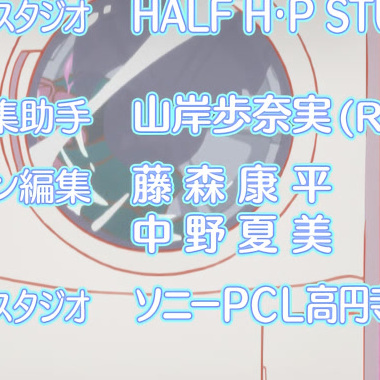 スタジオ HALF H・P STU
集助手 山岸歩奈実(R
ン編集 藤森康平
中野夏美
スタジオ ソニーPCL高円寺